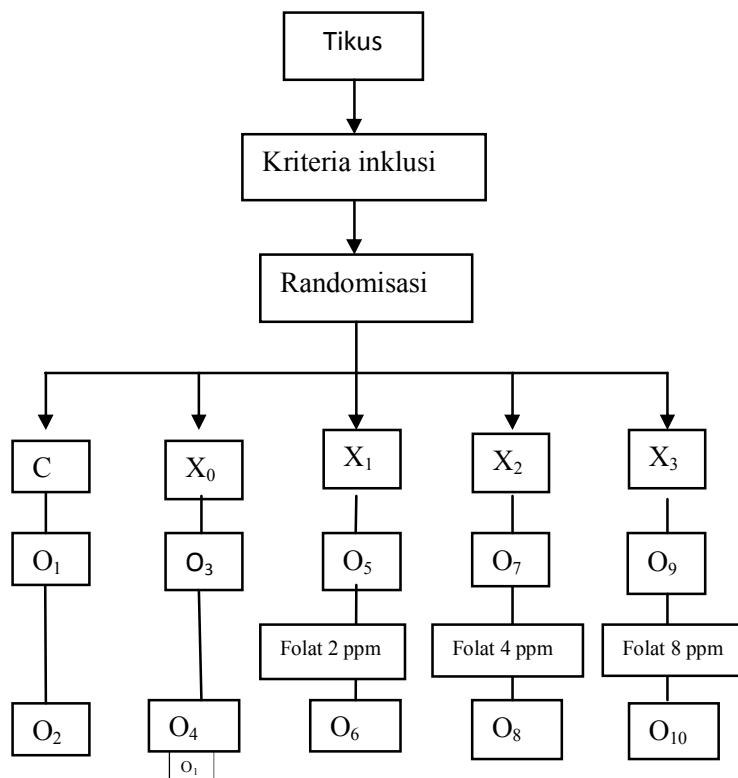 Tikus
Kriteria inklusi
Randomisasi
C X₀ X₁ X₂ X₃
O₁ O₃ O₅ O₇ O₉
Folat 2 ppm Folat 4 ppm Folat 8 ppm
O₂ O₄ O₆ O₈ O₁₀
O₁